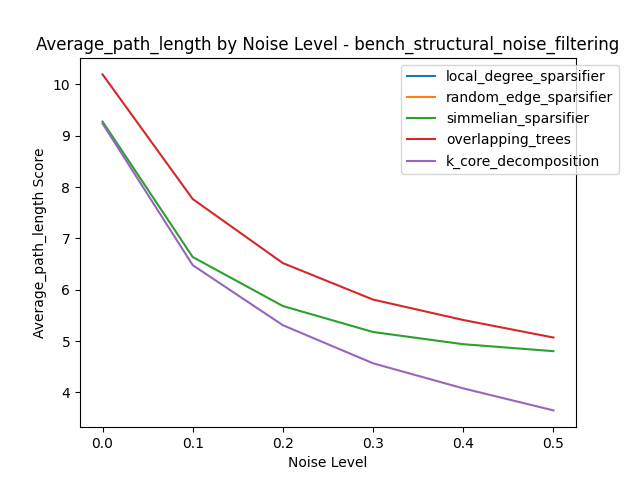 Average_path_length by Noise Level - bench_structural_noise_filtering
local_degree_sparsifier
random_edge_sparsifier
simmelian_sparsifier
overlapping_trees
k_core_decomposition
Average_path_length Score
10
9
8
7
6
5
4
0.0 0.1 0.2 0.3 0.4 0.5
Noise Level